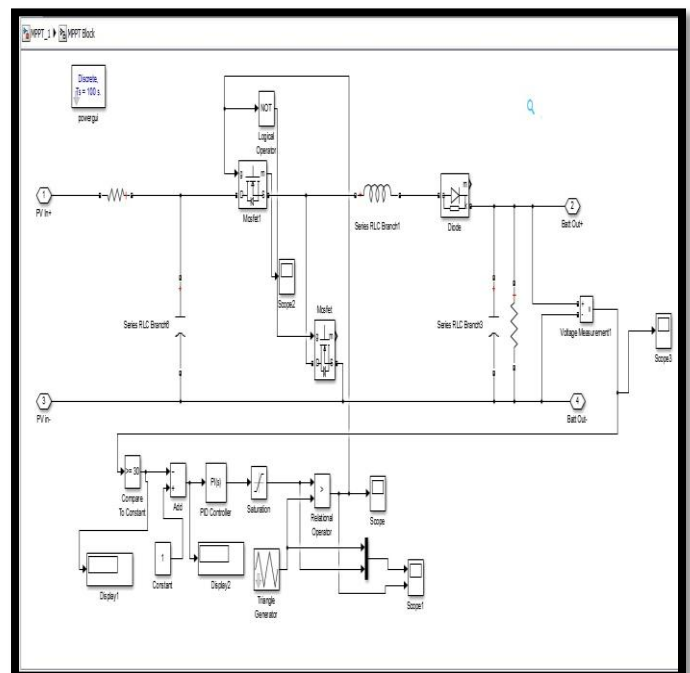 MPPT_1 MPPT Block
Discrete,
Ts = 100 s.
powergui
NOT
Logical
Operator
1
PV In+
g
m
D
S
Mosfet1
Series RLC Branch1
m
Diode
2
Batt Out+
Scope2
Mosfet
g
m
D
S
Series RLC Branch6
Series RLC Branch3
+
-
v
Voltage Measurement1
Scope3
3
PV in-
4
Batt Out-
>= 30
Compare
To Constant
-
+
Add
PI(s)
PID Controller
Saturation
>
Relational
Operator
Scope
Display1
1
Constant
Display2
Triangle
Generator
Scope1